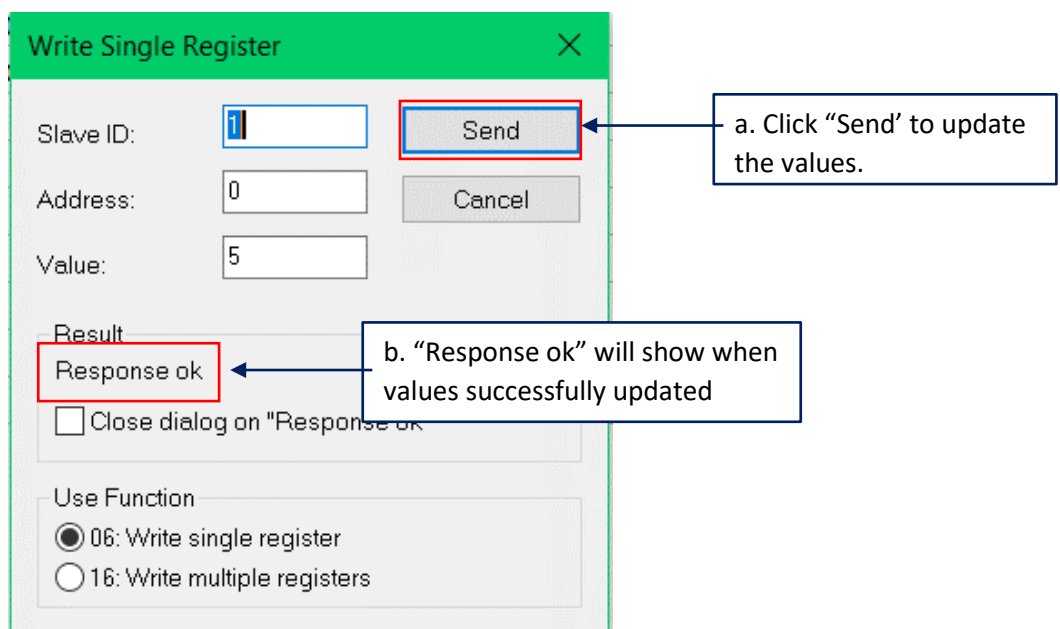 Write Single Register
Slave ID:
1
Send
a. Click “Send’ to update
the values.
Address:
0
Cancel
Value:
5
Result
Response ok
b. “Response ok” will show when
values successfully updated
Close dialog on "Response ok"
Use Function
06: Write single register
16: Write multiple registers